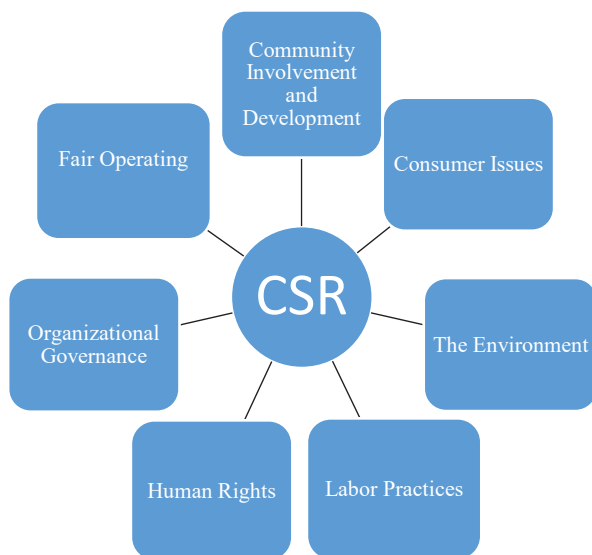 Community
Involvement
and
Development
Fair Operating
Consumer Issues
CSR
Organizational
Governance
The Environment
Human Rights
Labor Practices